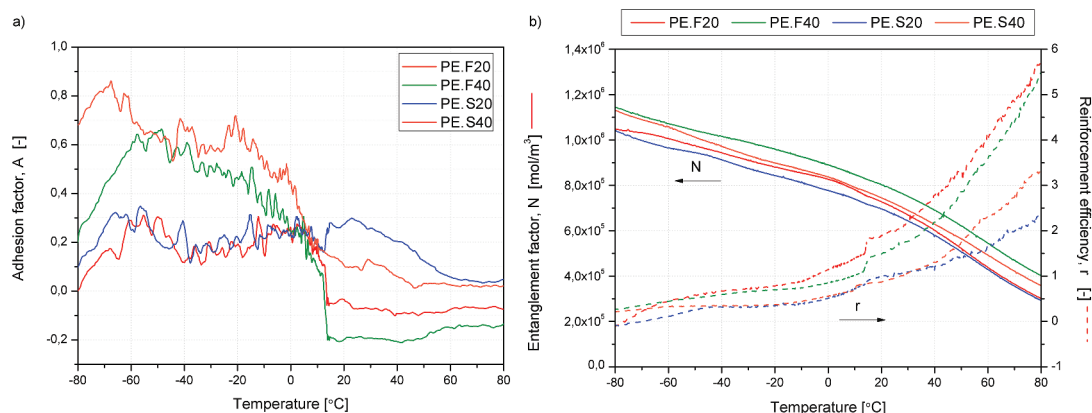 a)
PE.F20
PE.F40
PE.S20
PE.S40
1,0
0,8
0,6
0,4
0,2
0,0
-0,2
Adhesion factor, A [-]
-80 -60 -40 -20 0 20 40 60 80
Temperature [°C]
b)
PE.F20 PE.F40 PE.S20 PE.S40
1,4x10⁶
1,2x10⁶
1,0x10⁶
8,0x10⁵
6,0x10⁵
4,0x10⁵
2,0x10⁵
0,0
Entanglement factor, N [mol/m³]
N
r
6
5
4
3
2
1
0
-1
Reinforcement efficiency, r [-]
-80 -60 -40 -20 0 20 40 60 80
Temperature [°C]